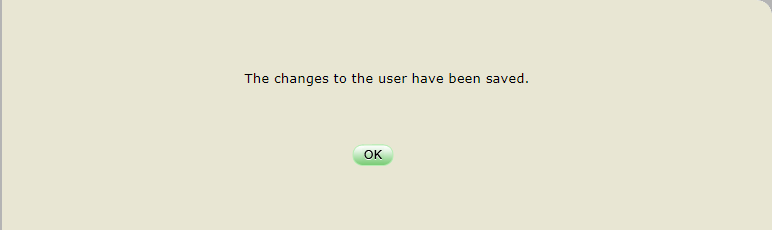 The changes to the user have been saved.
OK